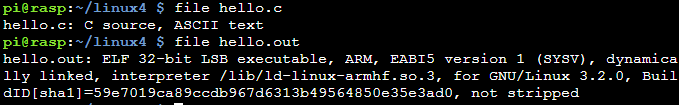 pi@rasp:~/linux4 $ file hello.c
hello.c: C source, ASCII text
pi@rasp:~/linux4 $ file hello.out
hello.out: ELF 32-bit LSB executable, ARM, EABI5 version 1 (SYSV), dynamica
lly linked, interpreter /lib/ld-linux-armhf.so.3, for GNU/Linux 3.2.0, Buil
dID[sha1]=59e7019ca89ccdb967d6313b49564850e35e3ad0, not stripped